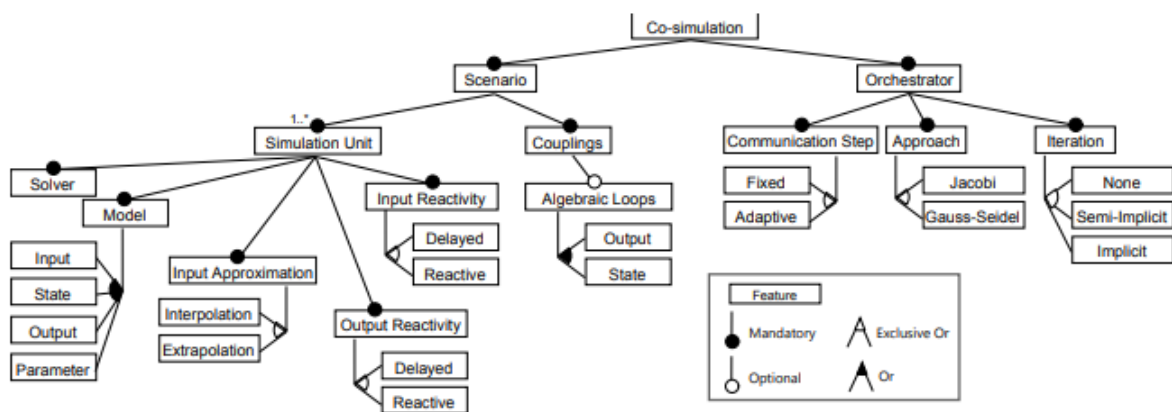 Co-simulation
Scenario
Orchestrator
1..*
Simulation Unit
Couplings
Communication Step
Approach
Iteration
Solver
Model
Input Reactivity
Algebraic Loops
Fixed
Jacobi
None
Adaptive
Gauss-Seidel
Semi-Implicit
Implicit
Input
State
Output
Parameter
Input Approximation
Interpolation
Extrapolation
Delayed
Reactive
Output
State
Output Reactivity
Delayed
Reactive
Feature
Mandatory
Exclusive Or
Optional
Or